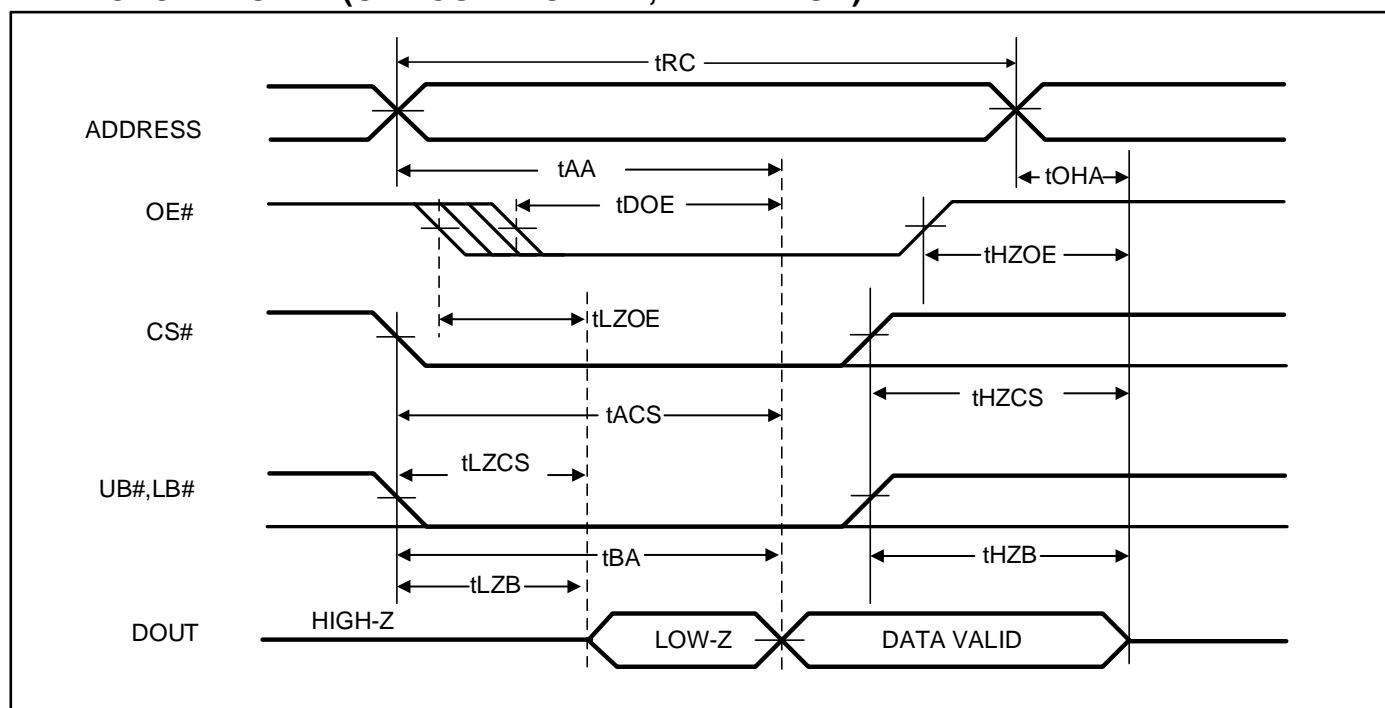 tRC
ADDRESS
tAA
tOHA
OE#
tDOE
tHZOE
tLZOE
CS#
tHZCS
tACS
tLZCS
UB#,LB#
tBA
tHZB
tLZB
HIGH-Z
DOUT
LOW-Z
DATA VALID